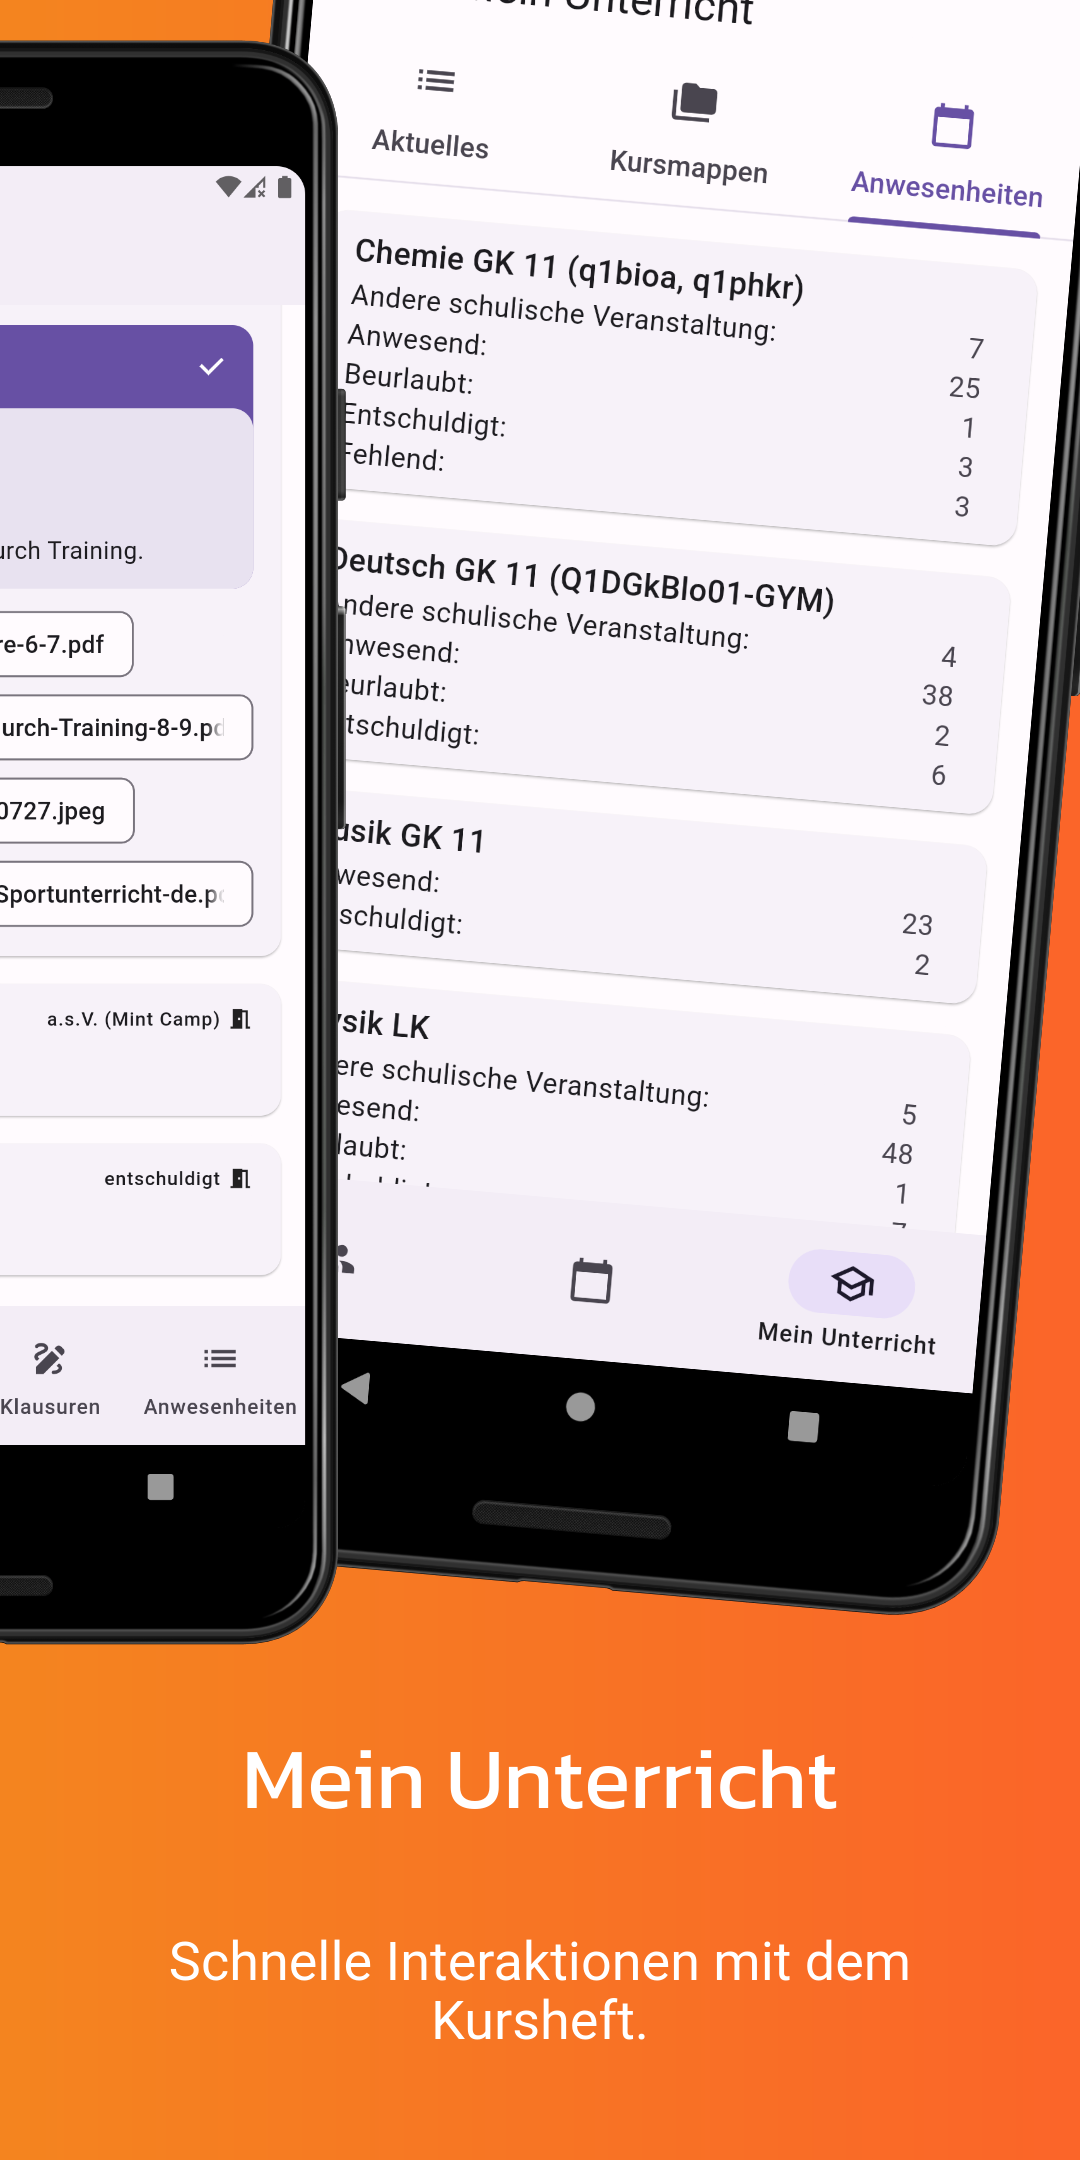 Unterricht
Aktuelles
Kursmappen
Anwesenheiten
Chemie GK 11 (q1bioa, q1phkr)
Andere schulische Veranstaltung: 7
Anwesend: 25
Beurlaubt: 1
Entschuldigt: 3
Fehlend: 3
Deutsch GK 11 (Q1DGkBlo01-GYM)
ndere schulische Veranstaltung: 4
nwesend: 38
eurlaubt: 2
tschuldigt: 6
usik GK 11
wesend: 23
schuldigt: 2
ysik LK
ere schulische Veranstaltung: 5
esend: 48
laubt: 1
Mein Unterricht
urch Training.
re-6-7.pdf
urch-Training-8-9.pd
0727.jpeg
Sportunterricht-de.pd
a.s.V. (Mint Camp)
entschuldigt
Klausuren
Anwesenheiten
Mein Unterricht
Schnelle Interaktionen mit dem
Kursheft.